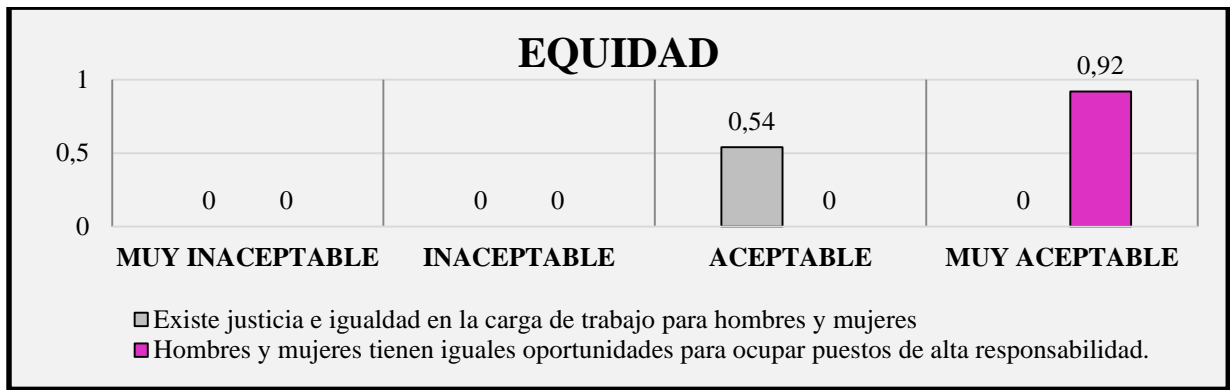 EQUIDAD
1
0,5
0
0 0
0 0
0,54 0
0 0,92
MUY INACEPTABLE INACEPTABLE ACEPTABLE MUY ACEPTABLE
Existe justicia e igualdad en la carga de trabajo para hombres y mujeres
Hombres y mujeres tienen iguales oportunidades para ocupar puestos de alta responsabilidad.